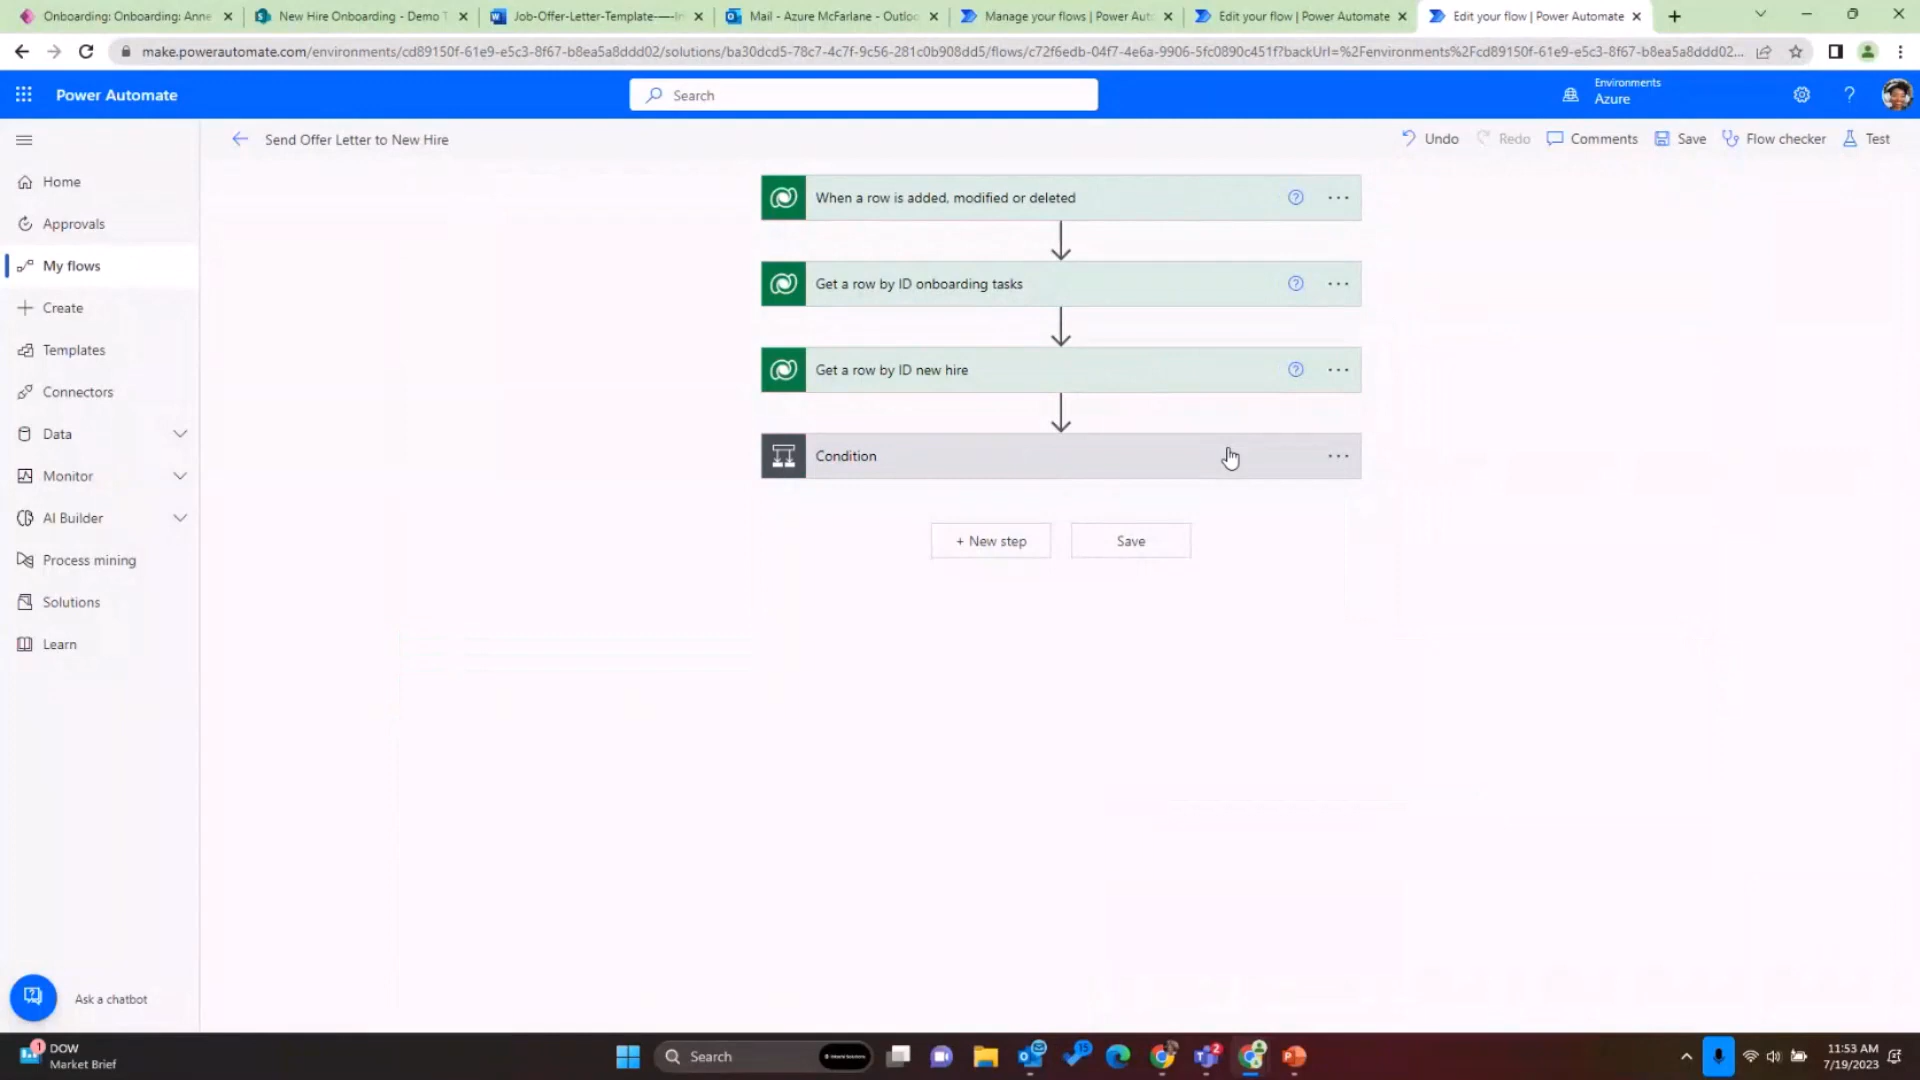 Onboarding: Onboarding: Anne
New Hire Onboarding - Demo T
Job-Offer-Letter-Template-
Mail - Azure McFarlane - Outloo
Manage your flows | Power Aut
Edit your flow | Power Automate
Edit your flow | Power Automate
make.powerautomate.com/environments/cd89150f-61e9-e5c3-8f67-b8ea5a8ddd02/solutions/ba30dcd5-78c7-4c7f-9c56-281c0b908dd5/flows/c72f6edb-04f7-4e6a-9906-5fc0890c451f?backUrl=%2Fenvironments%2Fcd89150f-61e9-e5c3-8f67-b8ea5a8ddd02...
Power Automate
Search
Environments
Azure
?
Send Offer Letter to New Hire
Undo
Redo
Comments
Save
Flow checker
Test
Home
Approvals
My flows
Create
Templates
Connectors
Data
Monitor
AI Builder
Process mining
Solutions
Learn
When a row is added, modified or deleted
Get a row by ID onboarding tasks
Get a row by ID new hire
Condition
+ New step
Save
Ask a chatbot
1
DOW
Market Brief
Search
15
2
11:53 AM
7/19/2023